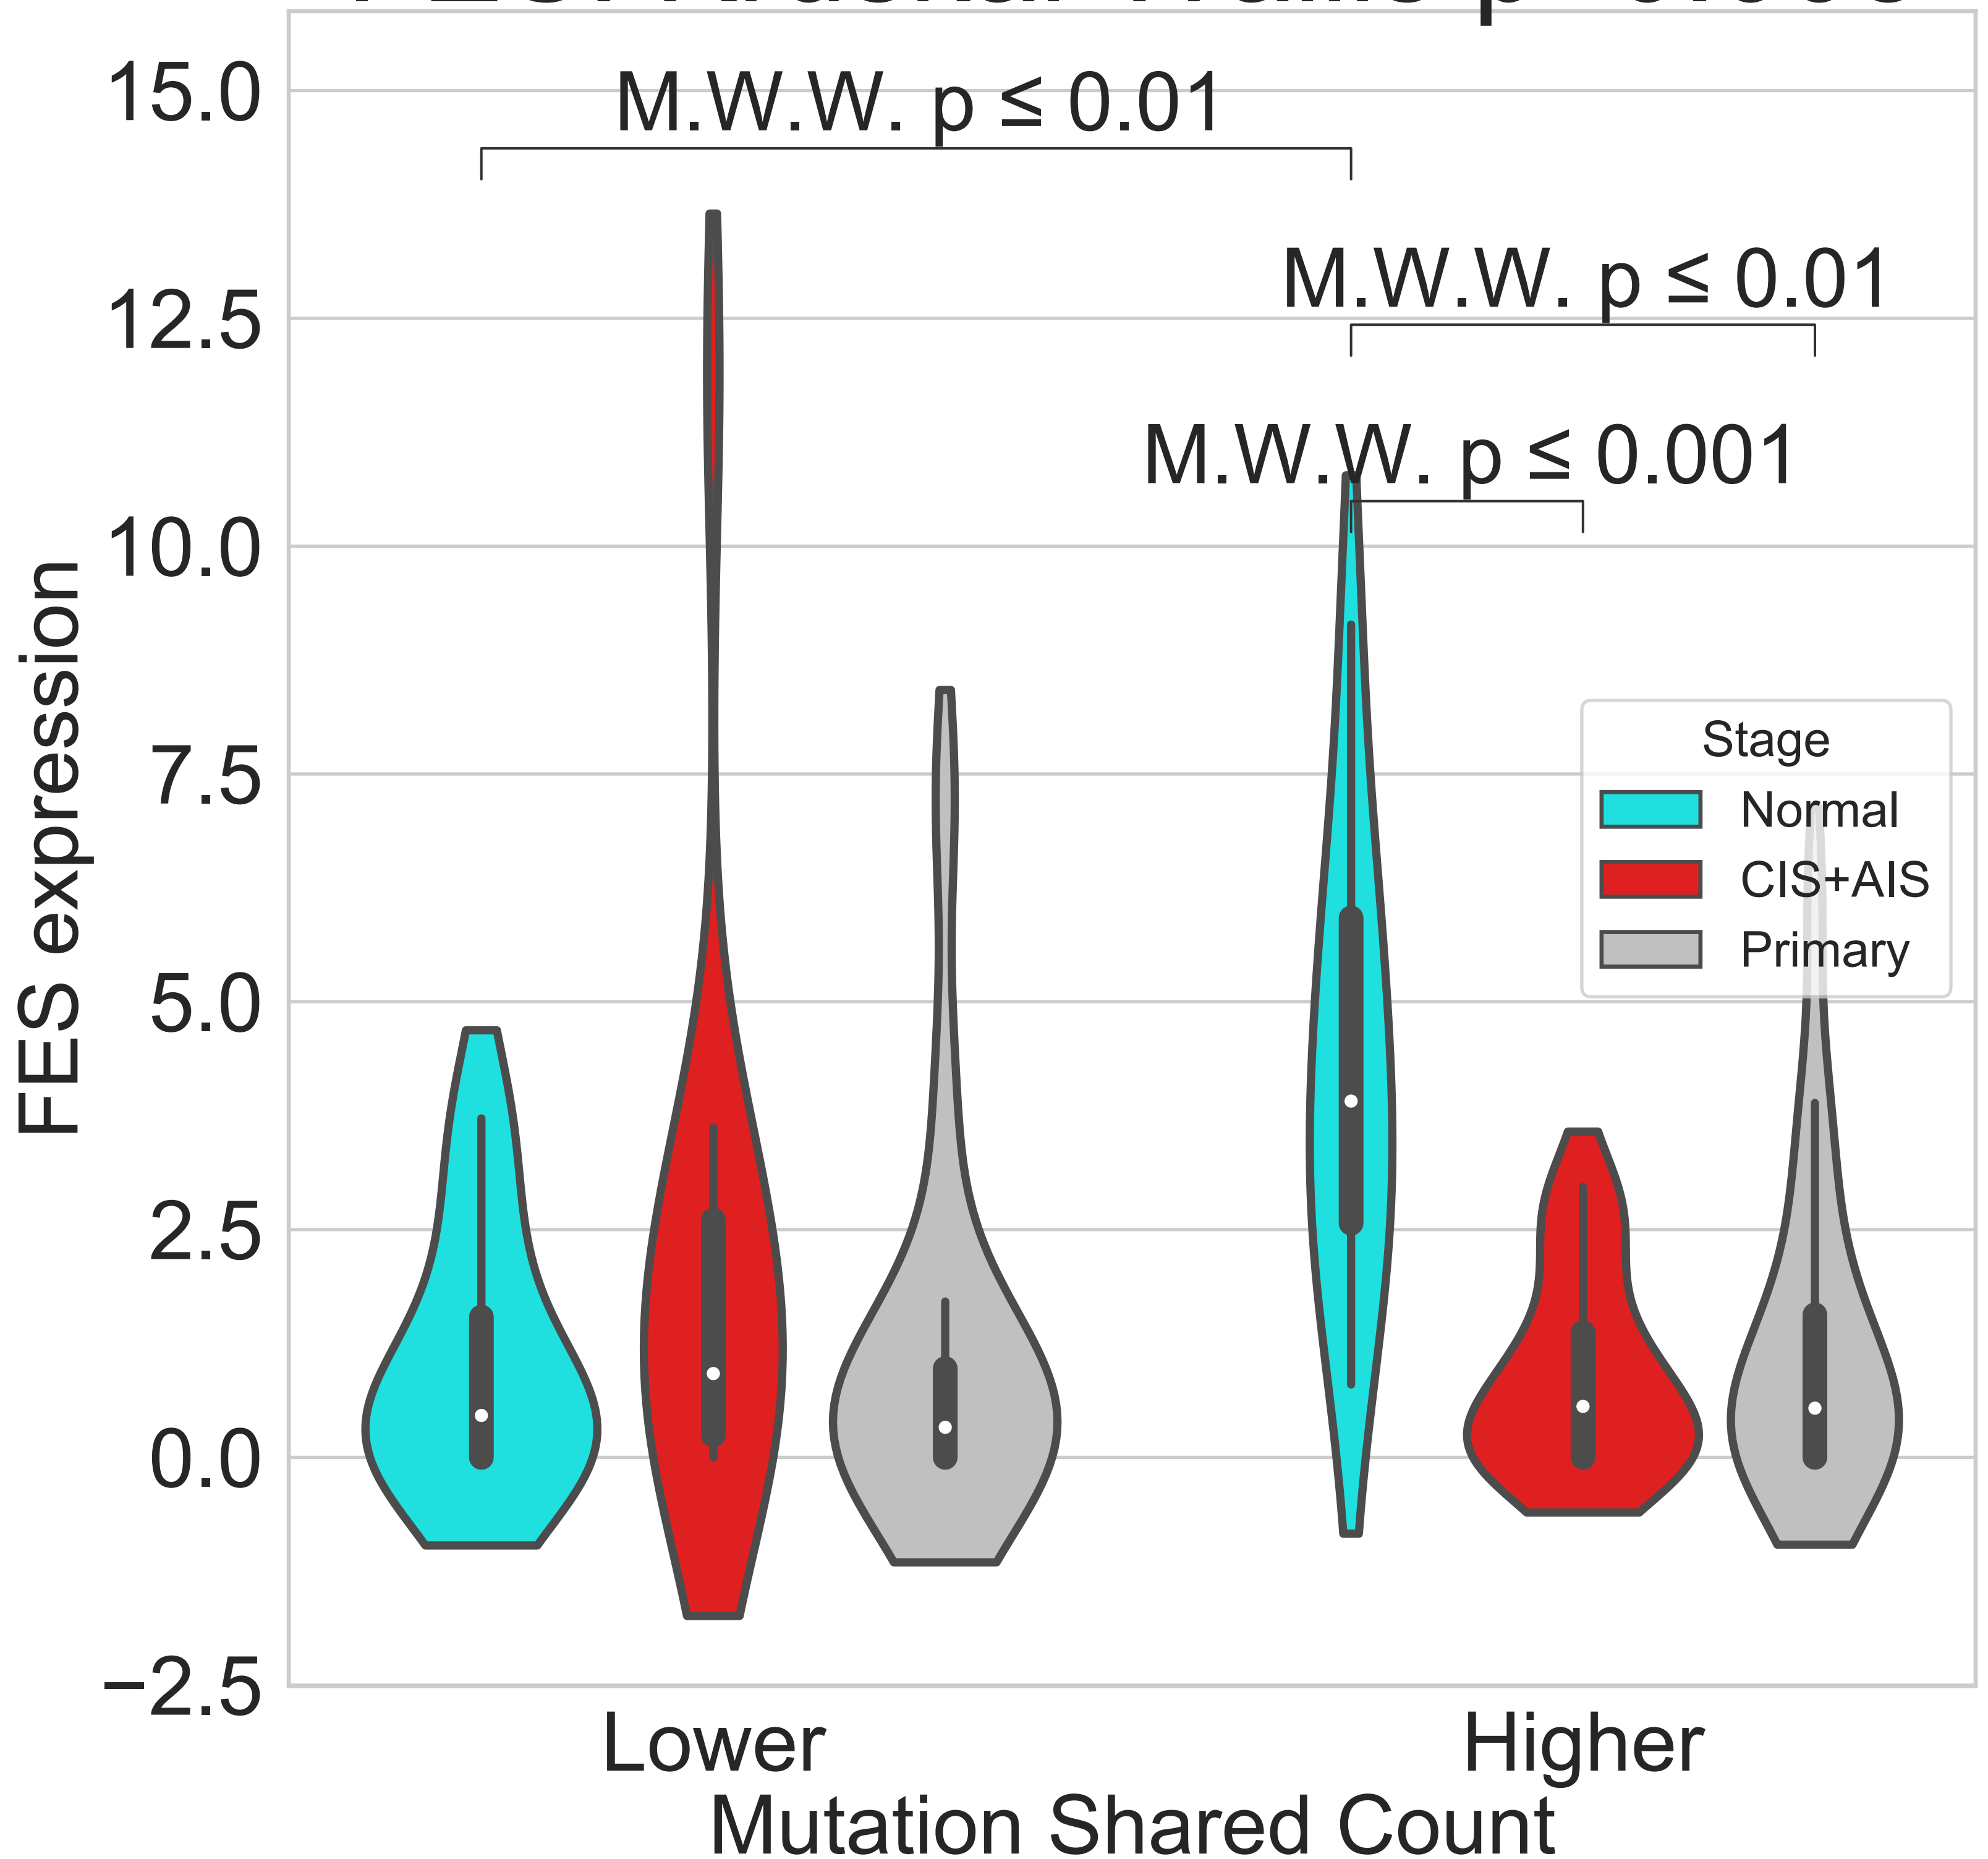 M.W.W. p ≤ 0.01
M.W.W. p ≤ 0.01
M.W.W. p ≤ 0.001
15.0
12.5
10.0
7.5
5.0
2.5
0.0
−2.5
FES expression
Stage
Normal
CIS+AIS
Primary
Lower
Higher
Mutation Shared Count